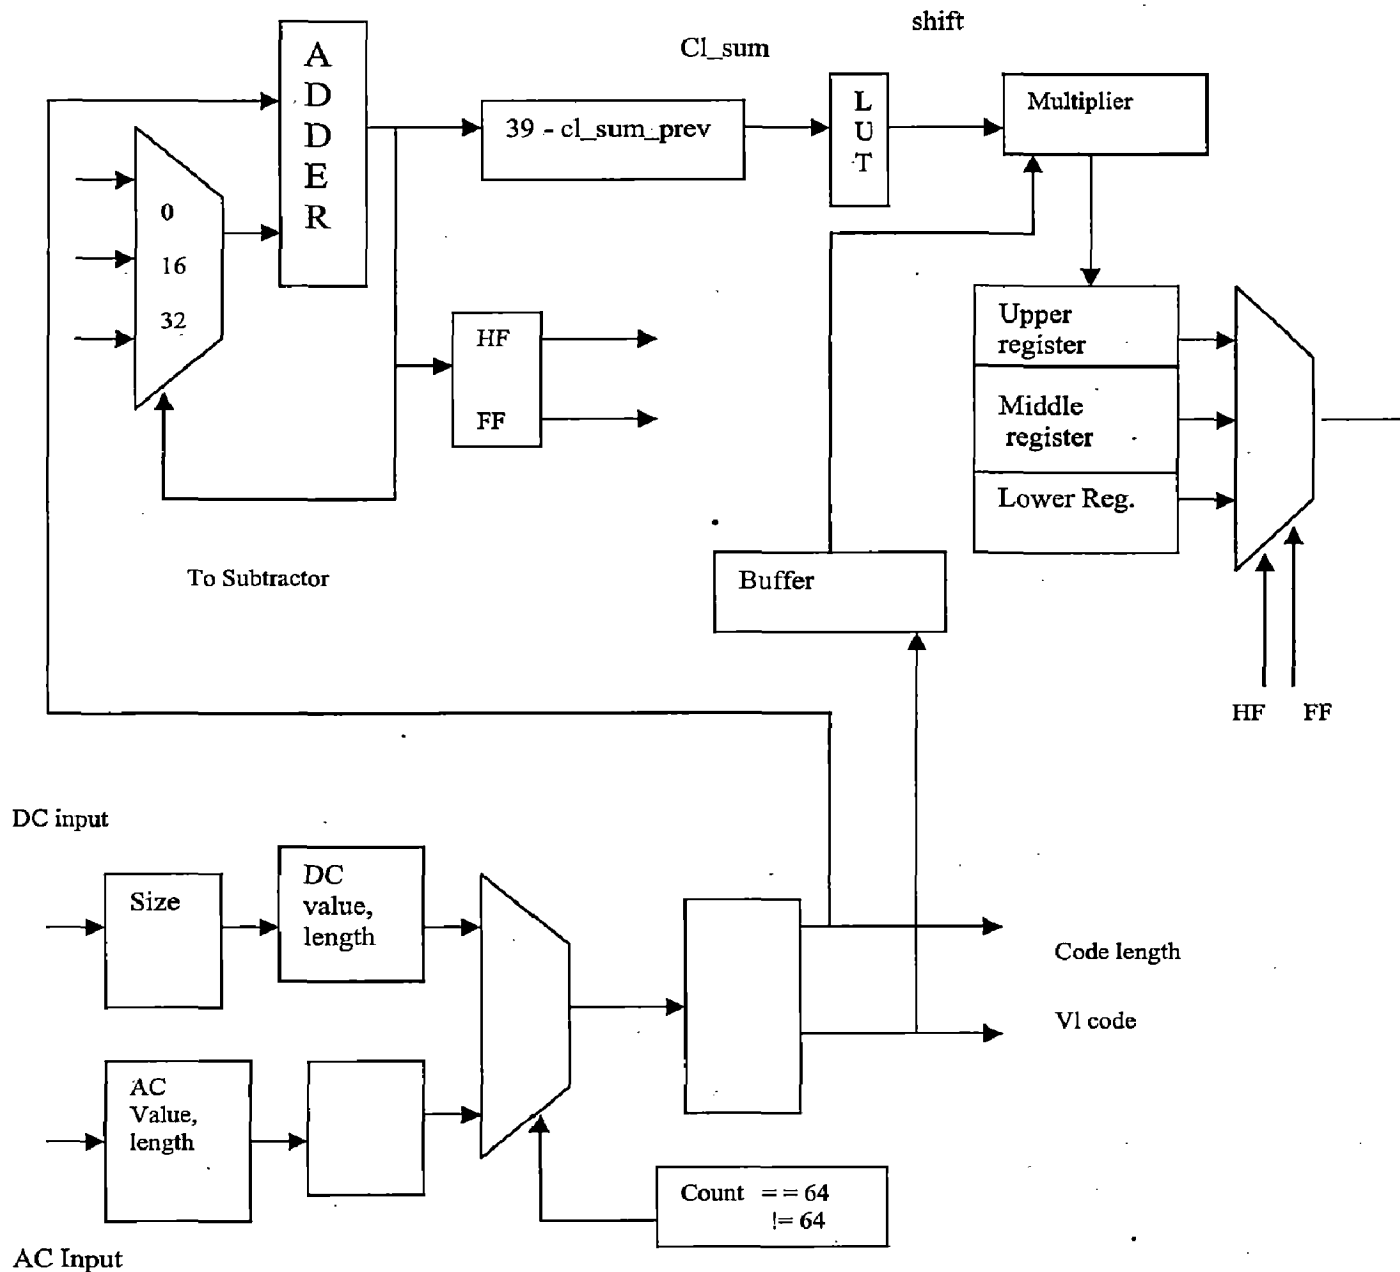 shift
Cl_sum
A
D
D
E
R
39 - cl_sum_prev
L
U
T
Multiplier
0
16
32
HF
FF
Upper
register
Middle
register
Lower Reg.
To Subtractor
Buffer
HF FF
DC input
Size
DC
value,
length
Code length
Vl code
AC
Value,
length
Count = = 64
!= 64
AC Input